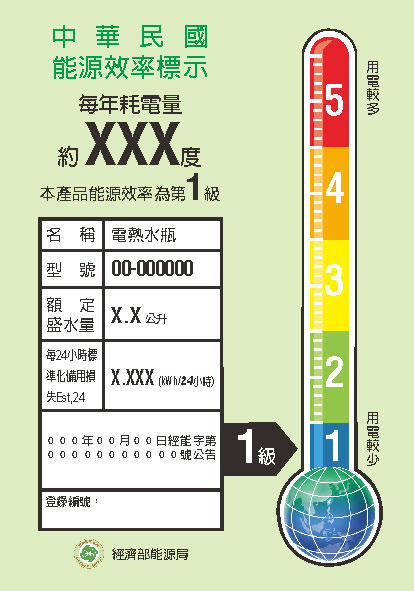 中華民國
能源效率標示
每年耗電量
約XXX度
本產品能源效率為第1級
名稱 電熱水瓶
型號 00-000000
額定
盛水量 X.X公升
每24小時標
準化備用損
失Est,24 X.XXX (kWh/24小時)
000年00月00日經能字第
00000000000號公告
登錄編號：
經濟部能源局
1級
用電較多
5
4
3
2
1
用電較少